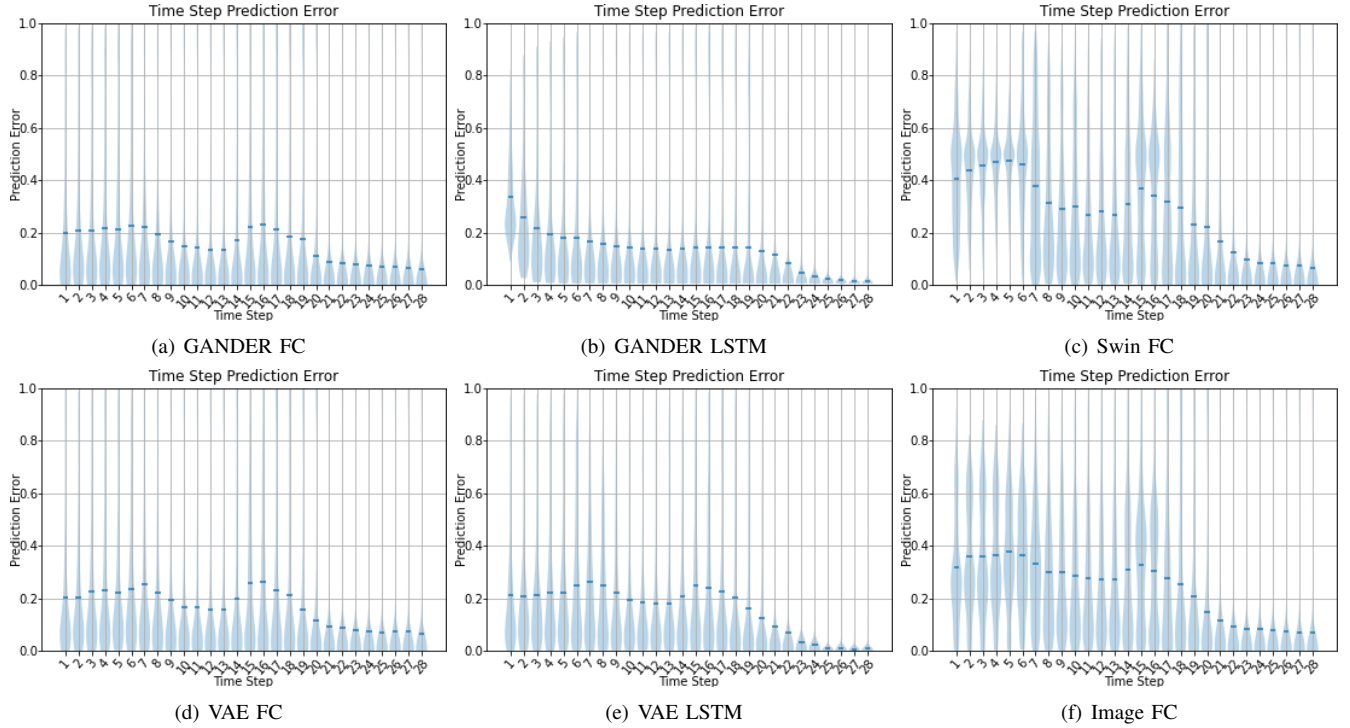 Time Step Prediction Error
Prediction Error
1.0
0.8
0.6
0.4
0.2
0.0
1 2 3 4 5 6 7 8 9 10 11 12 13 14 15 16 17 18 19 20 21 22 23 24 25 26 27 28
Time Step
(a) GANDER FC
Time Step Prediction Error
Prediction Error
1.0
0.8
0.6
0.4
0.2
0.0
1 2 3 4 5 6 7 8 9 10 11 12 13 14 15 16 17 18 19 20 21 22 23 24 25 26 27 28
Time Step
(b) GANDER LSTM
Time Step Prediction Error
Prediction Error
1.0
0.8
0.6
0.4
0.2
0.0
1 2 3 4 5 6 7 8 9 10 11 12 13 14 15 16 17 18 19 20 21 22 23 24 25 26 27 28
Time Step
(c) Swin FC
Time Step Prediction Error
Prediction Error
1.0
0.8
0.6
0.4
0.2
0.0
1 2 3 4 5 6 7 8 9 10 11 12 13 14 15 16 17 18 19 20 21 22 23 24 25 26 27 28
Time Step
(d) VAE FC
Time Step Prediction Error
Prediction Error
1.0
0.8
0.6
0.4
0.2
0.0
1 2 3 4 5 6 7 8 9 10 11 12 13 14 15 16 17 18 19 20 21 22 23 24 25 26 27 28
Time Step
(e) VAE LSTM
Time Step Prediction Error
Prediction Error
1.0
0.8
0.6
0.4
0.2
0.0
1 2 3 4 5 6 7 8 9 10 11 12 13 14 15 16 17 18 19 20 21 22 23 24 25 26 27 28
Time Step
(f) Image FC